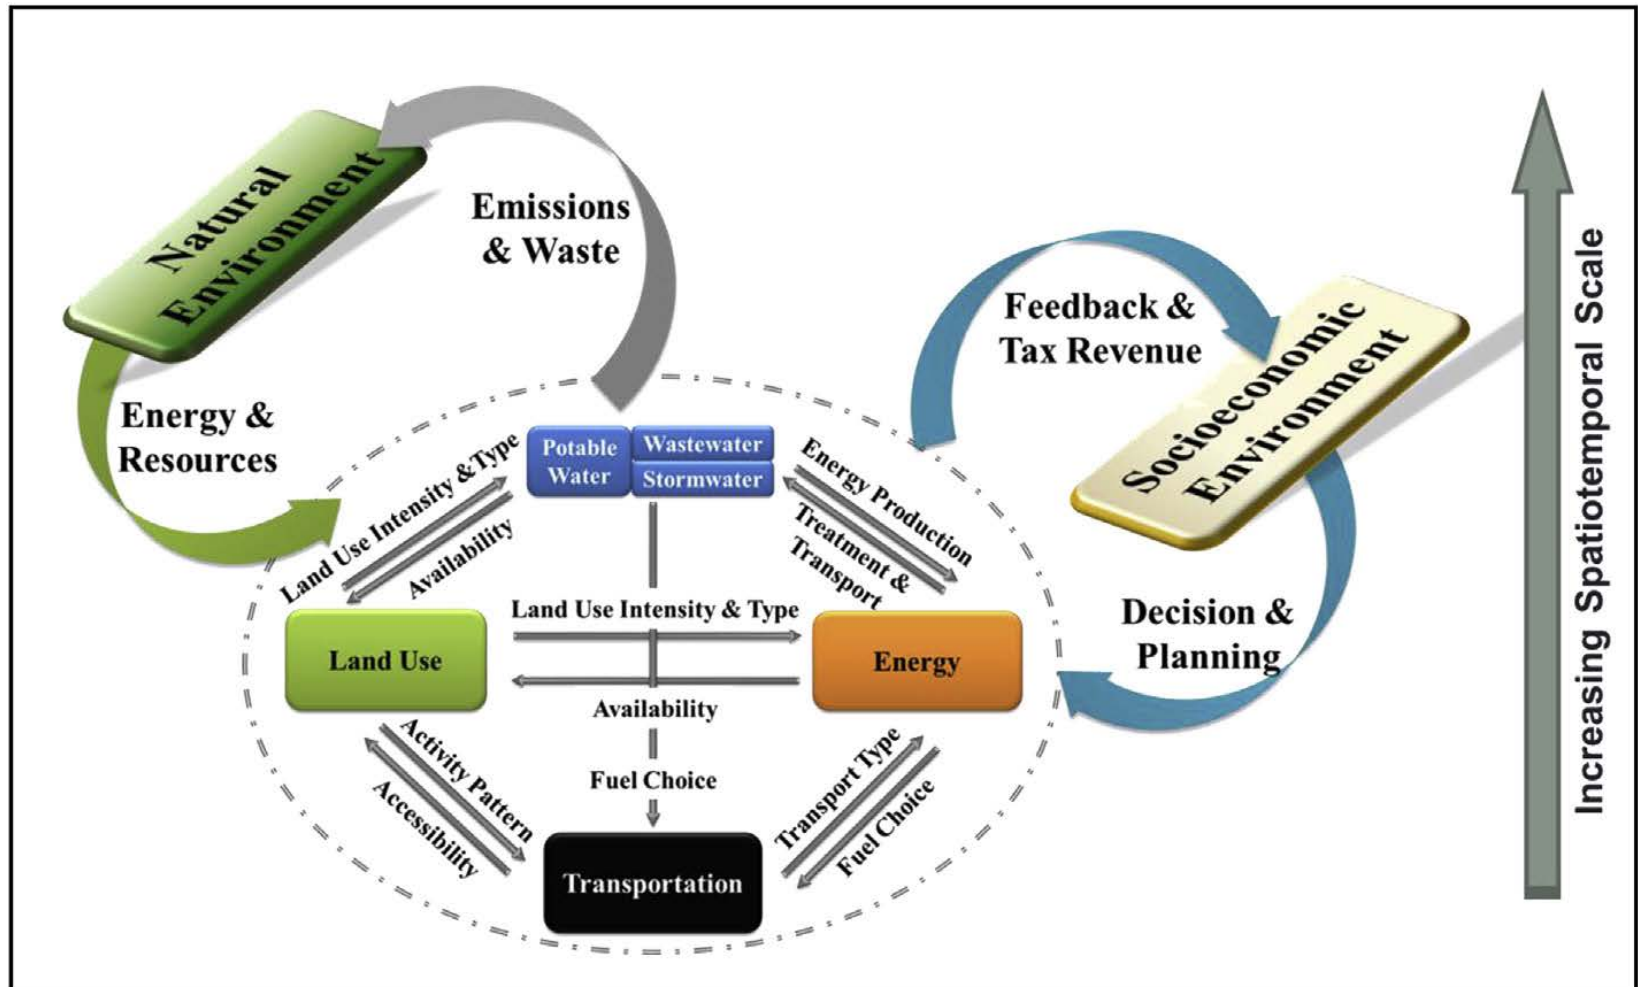 Natural
Environment
Emissions
& Waste
Energy &
Resources
Feedback &
Tax Revenue
Socioeconomic
Environment
Decision &
Planning
Increasing Spatiotemporal Scale
Potable
Water
Wastewater
Stormwater
Land Use Intensity & Type
Availability
Energy Production
Treatment &
Transport
Land Use Intensity & Type
Land Use
Energy
Availability
Activity Pattern
Accessibility
Fuel Choice
Transport Type
Fuel Choice
Transportation